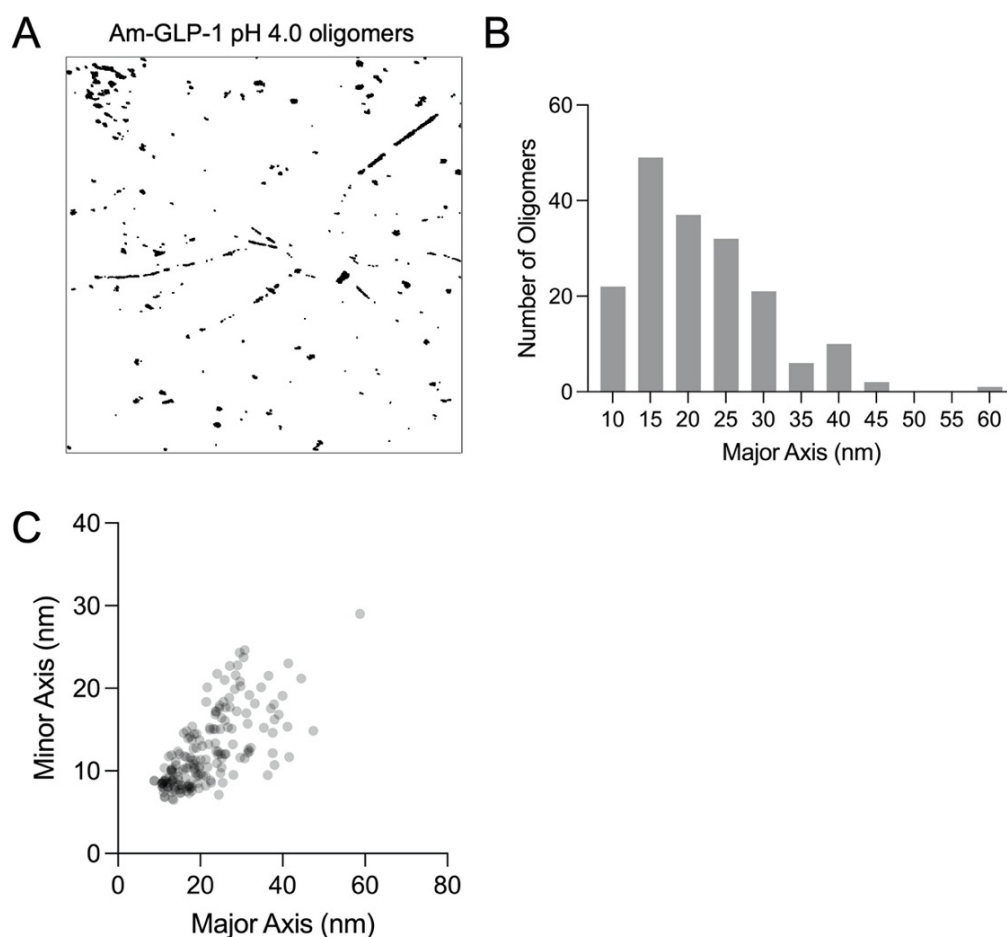 A
Am-GLP-1 pH 4.0 oligomers
B
Number of Oligomers
60
40
20
0
10 15 20 25 30 35 40 45 50 55 60
Major Axis (nm)
C
Minor Axis (nm)
40
30
20
10
0
0 20 40 60 80
Major Axis (nm)